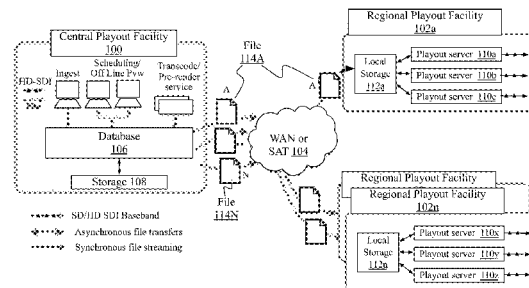 Central Playout Facility
100
HD-SDI
Ingest
Scheduling/
Off Line Pvw
Transcode/
Pre-render
service
Database
106
Storage 108
File
114A
A
A
N
File
114N
WAN or
SAT 104
Regional Playout Facility
102a
Local
Storage
112a
Playout server 110a
Playout server 110b
Playout server 110c
Regional Playout Facility
Regional Playout Facility
102n
Local
Storage
112n
Playout server 110x
Playout server 110y
Playout server 110z
SD/HD SDI Baseband
Asynchronous file transfers
Synchronous file streaming